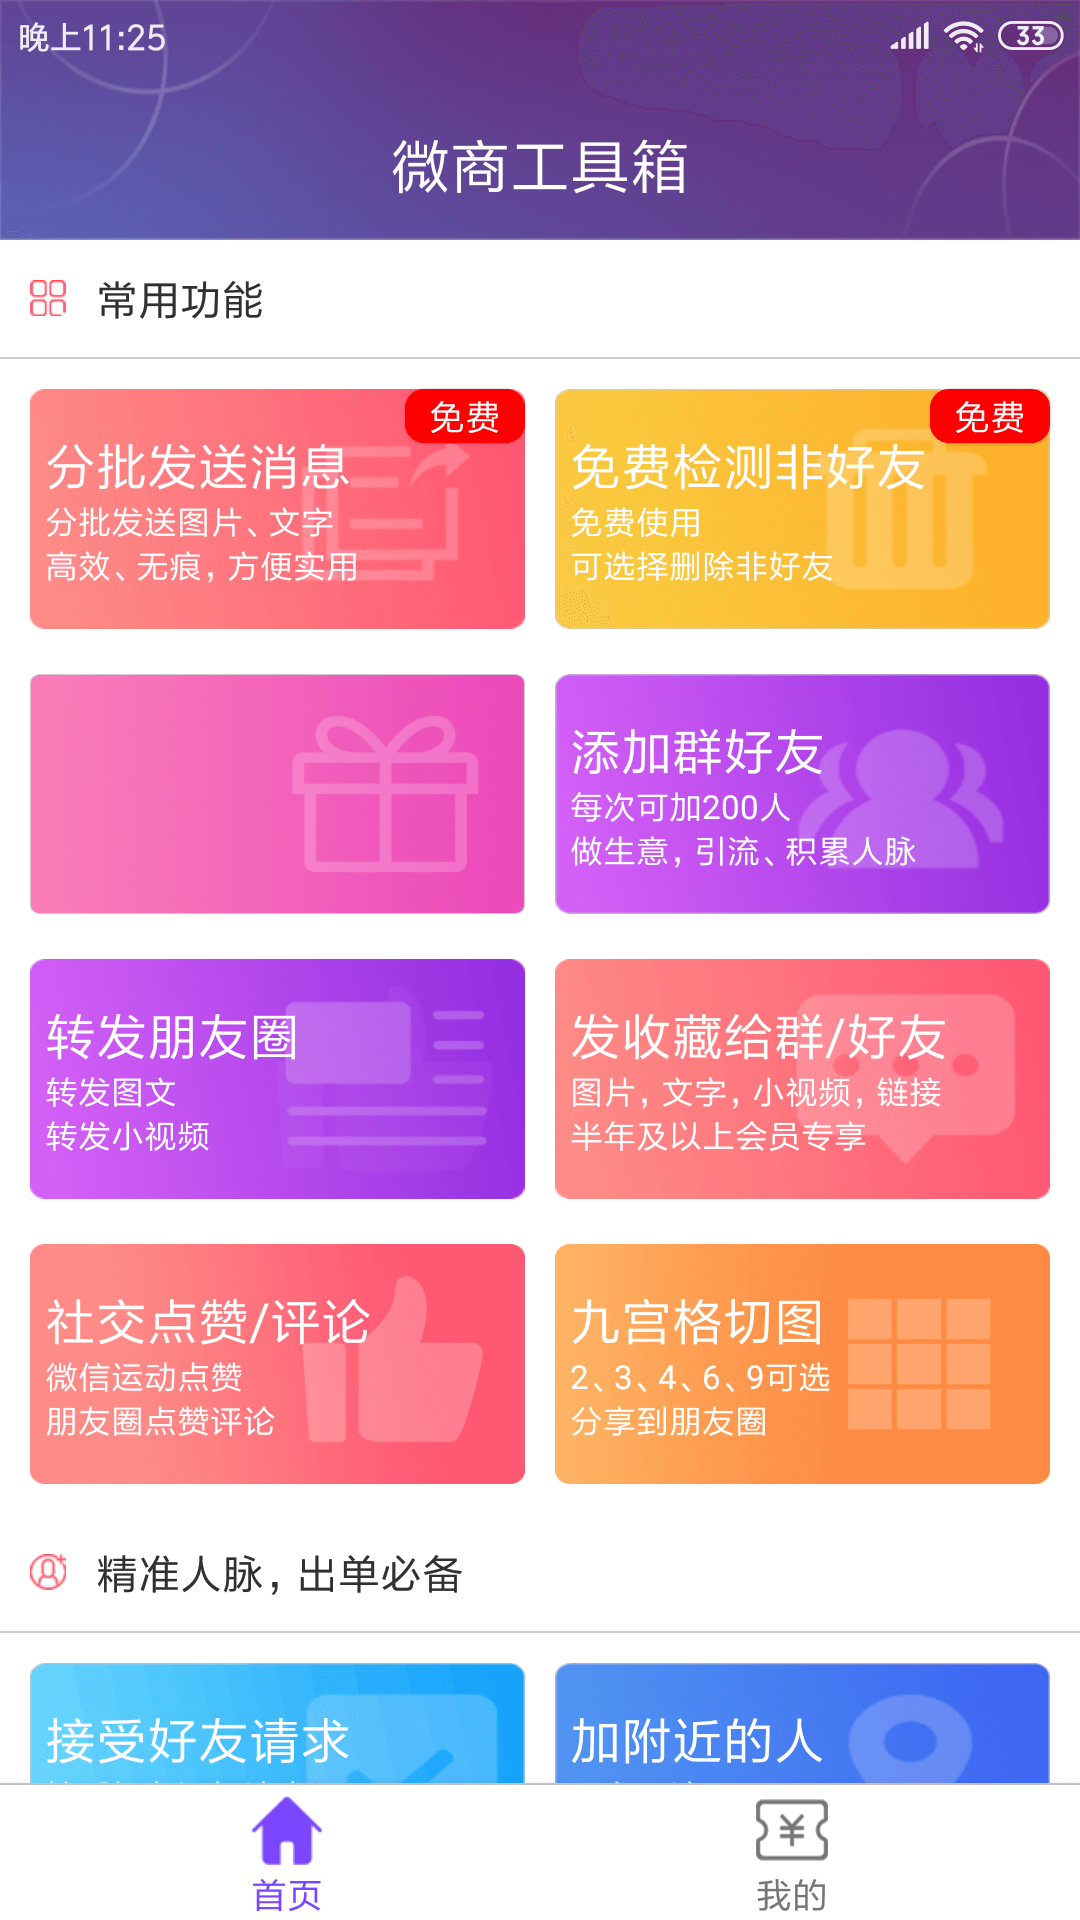 晚上11:25
33
微商工具箱
常用功能
免费
分批发送消息
分批发送图片、文字
高效、无痕，方便实用
免费
免费检测非好友
免费使用
可选择删除非好友
添加群好友
每次可加200人
做生意，引流、积累人脉
转发朋友圈
转发图文
转发小视频
发收藏给群/好友
图片，文字，小视频，链接
半年及以上会员专享
社交点赞/评论
微信运动点赞
朋友圈点赞评论
九宫格切图
2、3、4、6、9可选
分享到朋友圈
精准人脉，出单必备
接受好友请求
加附近的人
首页
我的